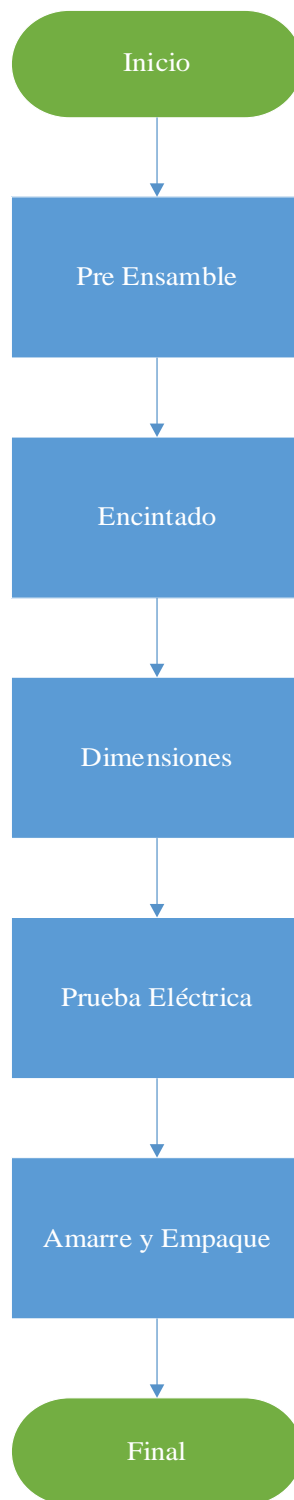 Inicio
Pre Ensamble
Encintado
Dimensiones
Prueba Eléctrica
Amarre y Empaque
Final